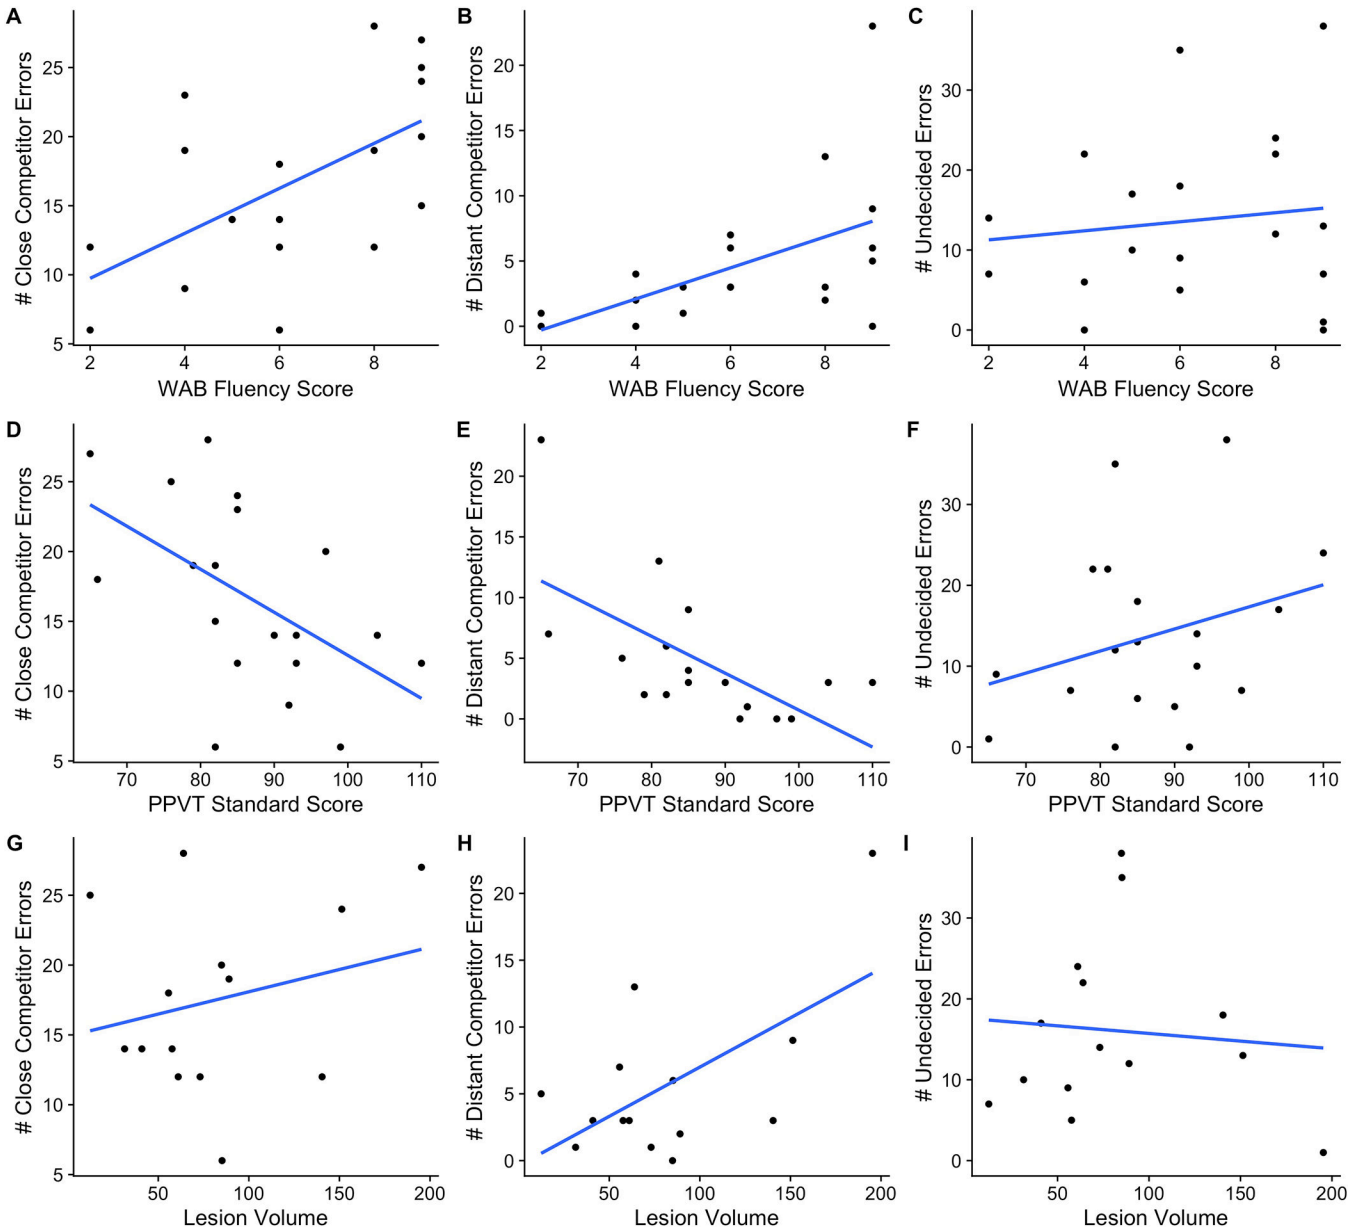 A
# Close Competitor Errors
25
20
15
10
5
2 4 6 8
WAB Fluency Score
B
# Distant Competitor Errors
20
15
10
5
0
2 4 6 8
WAB Fluency Score
C
# Undecided Errors
30
20
10
0
2 4 6 8
WAB Fluency Score
D
# Close Competitor Errors
25
20
15
10
5
70 80 90 100 110
PPVT Standard Score
E
# Distant Competitor Errors
20
15
10
5
0
70 80 90 100 110
PPVT Standard Score
F
# Undecided Errors
30
20
10
0
70 80 90 100 110
PPVT Standard Score
G
# Close Competitor Errors
25
20
15
10
5
50 100 150 200
Lesion Volume
H
# Distant Competitor Errors
20
15
10
5
0
50 100 150 200
Lesion Volume
I
# Undecided Errors
30
20
10
0
50 100 150 200
Lesion Volume